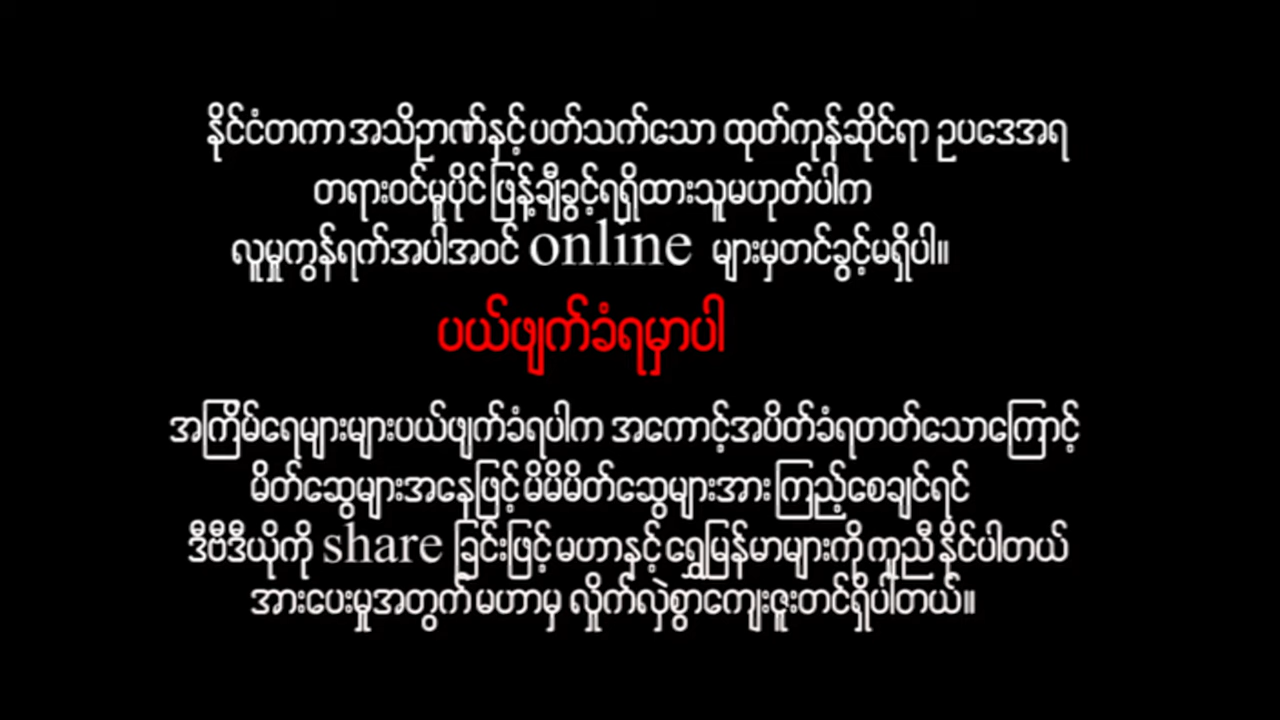 နိုင်ငံတကာ အသိဉာဏ်နှင့် ပတ်သက်သော ထုတ်ကုန်ဆိုင်ရာ ဥပဒေအရ
တရားဝင်မူပိုင် ဖြန့်ချီခွင့်ရရှိထားသူမဟုတ်ပါက
လူမှုကွန်ရက်အပါအဝင် online များမှတင်ခွင့်မရှိပါ။
ပယ်ဖျက်ခံရမှာပါ
အကြိမ်ရေများများပယ်ဖျက်ခံရပါက အကောင့်အပိတ်ခံရတတ်သောကြောင့်
မိတ်ဆွေများအနေဖြင့် မိမိမိတ်ဆွေများအား ကြည့်စေချင်ရင်
ဒီဗီဒီယိုကို share ခြင်းဖြင့် မဟာနှင့် ရွှေမြန်မာများကို ကူညီ နိုင်ပါတယ်
အားပေးမှုအတွက် မဟာမှ လှိုက်လှဲစွာကျေးဇူးတင်ရှိပါတယ်။